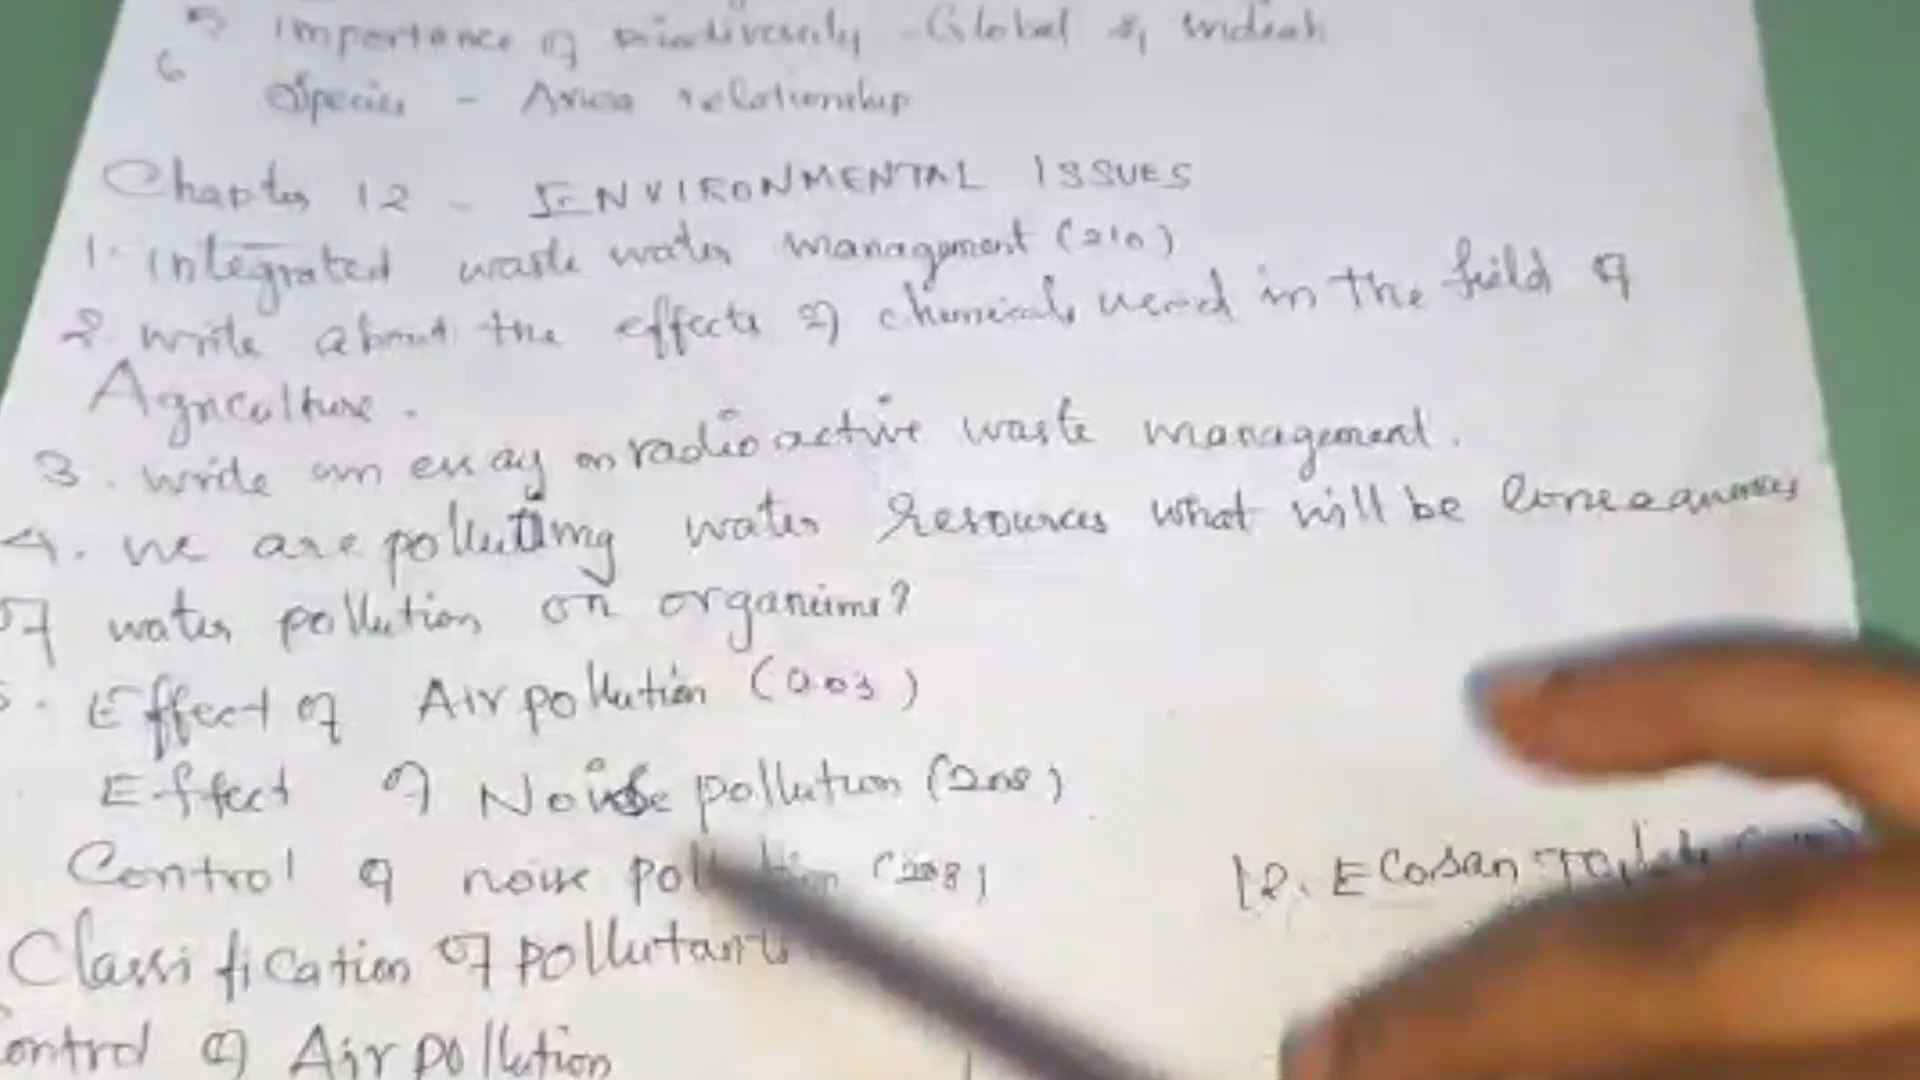 5 Importance of Biodiversity - Global & Indian
6 Species - Area relationship
Chapter 12 - ENVIRONMENTAL ISSUES
1. Integrated waste water management (210)
2. write about the effects of chemicals used in the field of
Agriculture.
3. write an essay on radioactive waste management.
4. we are polluting water resources what will be
of water pollution on organisms?
5. Effect of Air pollution (203)
Effect of Noise pollution (208)
Control of noise pollution (208)
12. Ecosan Toilets
Classification of pollutants
Control of Air pollution